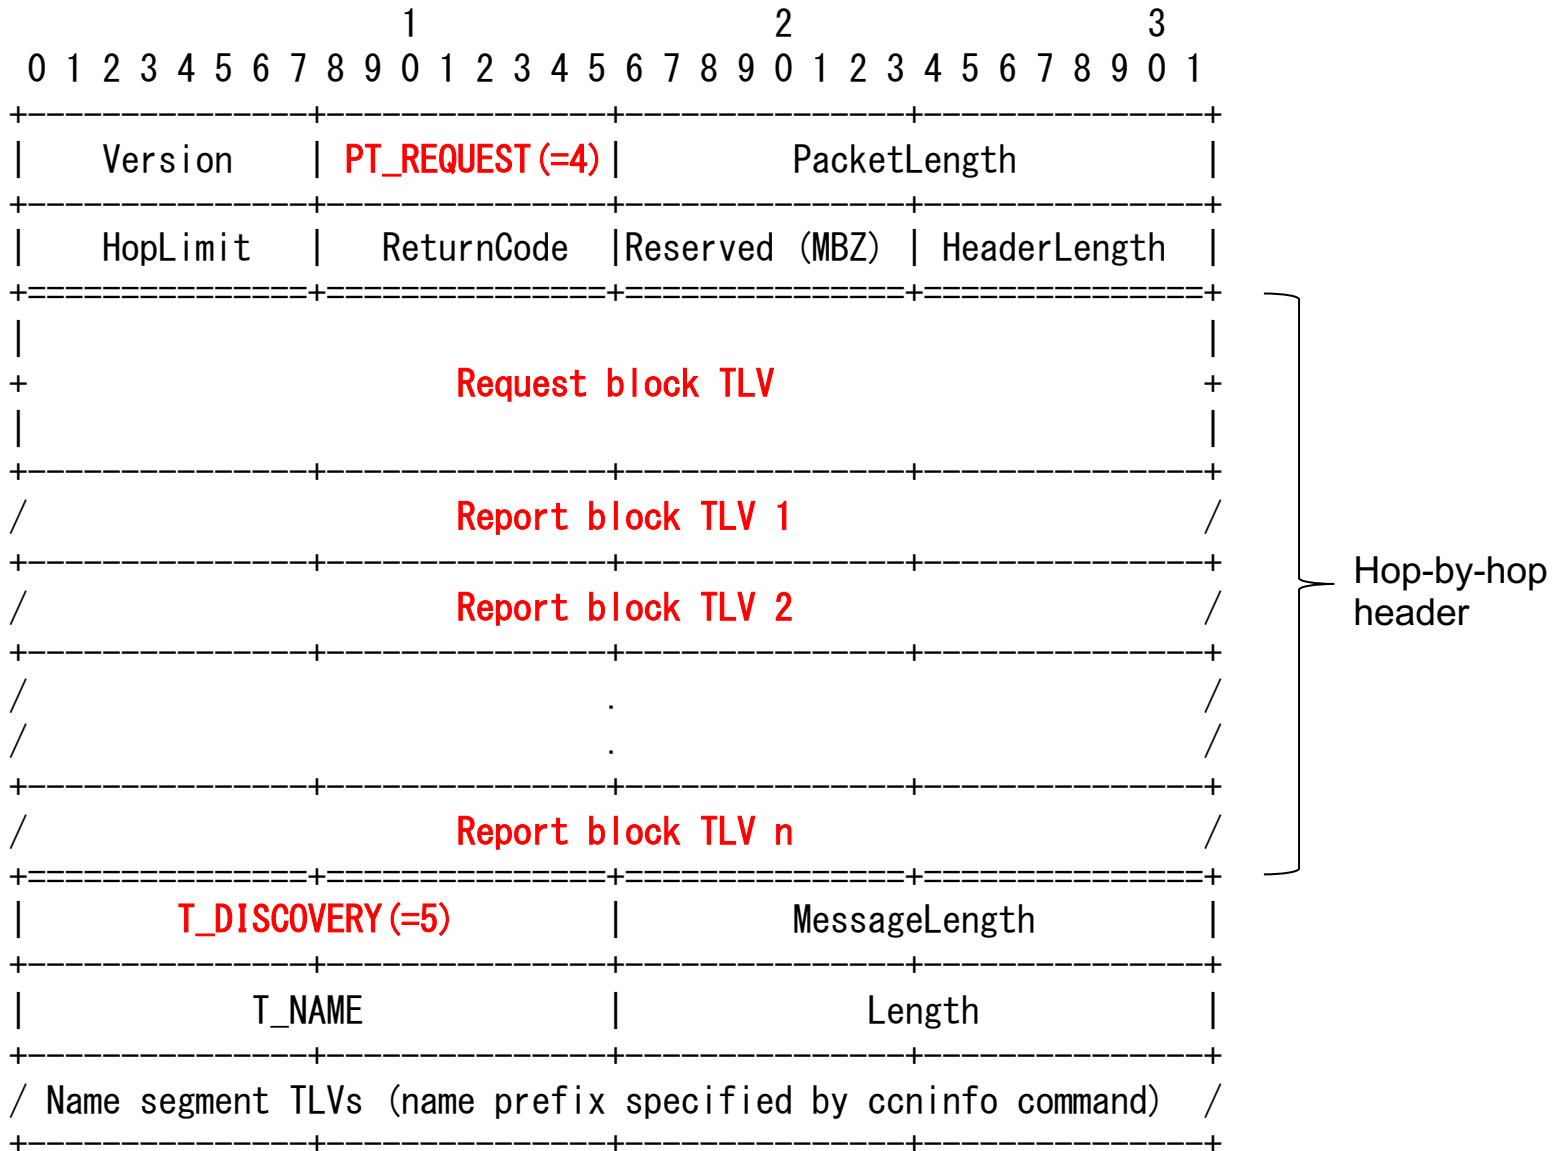 1                   2                   3
 0 1 2 3 4 5 6 7 8 9 0 1 2 3 4 5 6 7 8 9 0 1 2 3 4 5 6 7 8 9 0 1
+---------------+---------------+---------------+---------------+
|    Version    | PT_REQUEST(=4)|         PacketLength          |
+---------------+---------------+---------------+---------------+
|    HopLimit   |   ReturnCode  |Reserved (MBZ) | HeaderLength  |
+===============+===============+===============+===============+
|                                                               |
+                       Request block TLV                       +
|                                                               |
+---------------+---------------+---------------+---------------+
/                       Report block TLV 1                      /
+---------------+---------------+---------------+---------------+
Hop-by-hop
/                       Report block TLV 2                      /
header
+---------------+---------------+---------------+---------------+
/                               .                               /
/                               .                               /
+---------------+---------------+---------------+---------------+
/                       Report block TLV n                      /
+===============+===============+===============+===============+
|        T_DISCOVERY(=5)        |         MessageLength         |
+---------------+---------------+---------------+---------------+
|            T_NAME             |             Length            |
+---------------+---------------+---------------+---------------+
/ Name segment TLVs (name prefix specified by ccninfo command)  /
+---------------+---------------+---------------+---------------+